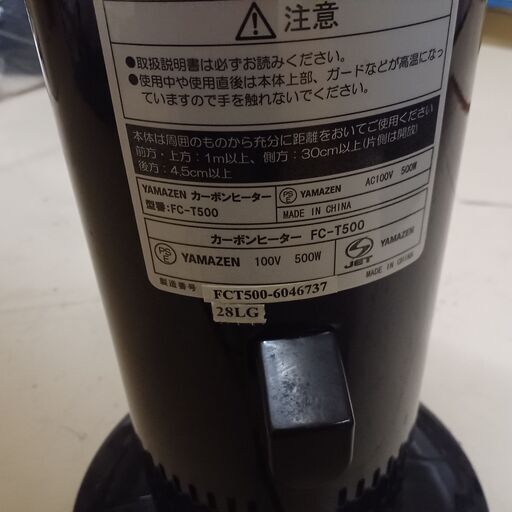 注意
●取扱説明書は必ずお読みください。
●使用中や使用直後は本体上部、ガードなどが高温になっ
ていますので手を触れないでください。
本体は周囲のものから充分に距離をおいてご使用ください
前方・上方：1m以上、側方：30cm以上(片側は開放)
後方：4.5cm以上
YAMAZEN カーボンヒーター
型番:FC-T500
PSE YAMAZEN AC100V 500W
MADE IN CHINA
カーボンヒーター FC-T500
PSE YAMAZEN 100V 500W
S JET YAMAZEN
MADE IN CHINA
製造番号 FCT500-6046737
28LG